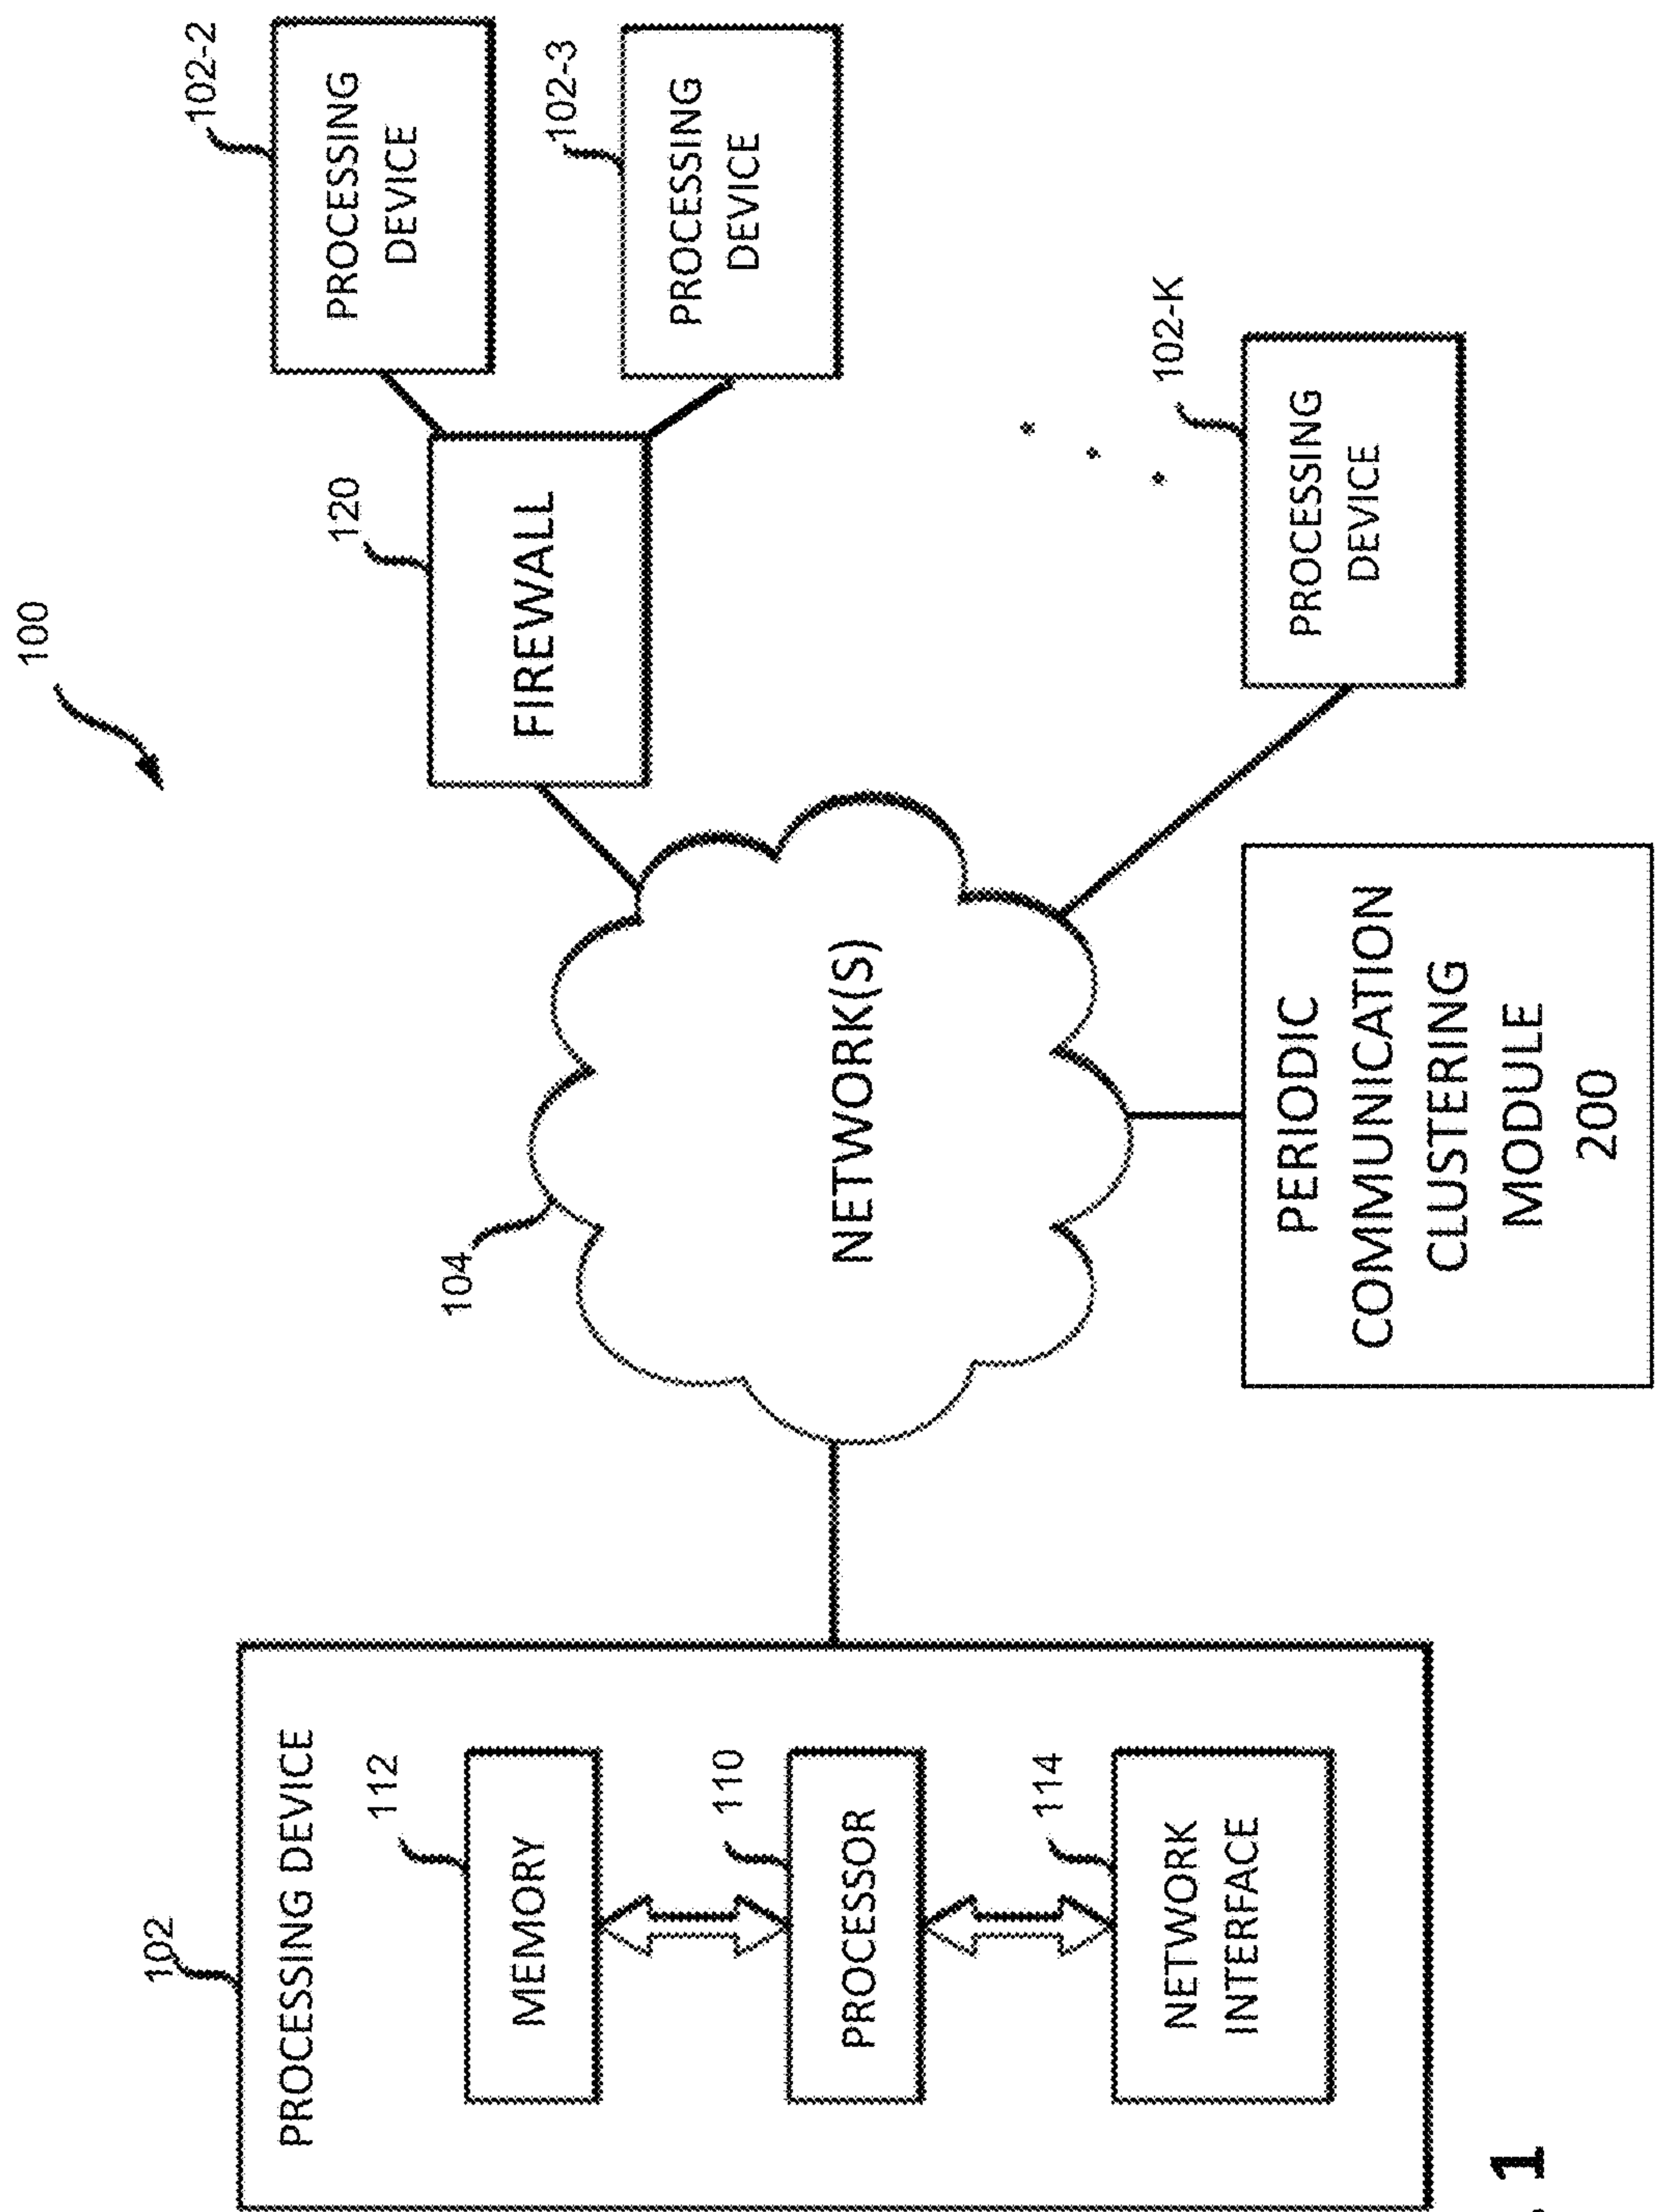 100
102
PROCESSING DEVICE
112
MEMORY
110
PROCESSOR
114
NETWORK
INTERFACE
104
NETWORK(S)
120
FIREWALL
102-2
PROCESSING
DEVICE
102-3
PROCESSING
DEVICE
102-K
PROCESSING
DEVICE
PERIODIC
COMMUNICATION
CLUSTERING
MODULE
200
. 1